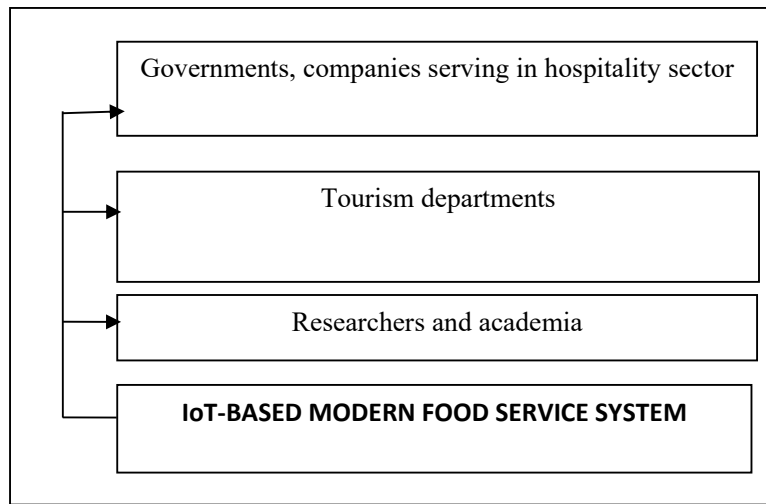 Governments, companies serving in hospitality sector
Tourism departments
Researchers and academia
IoT-BASED MODERN FOOD SERVICE SYSTEM